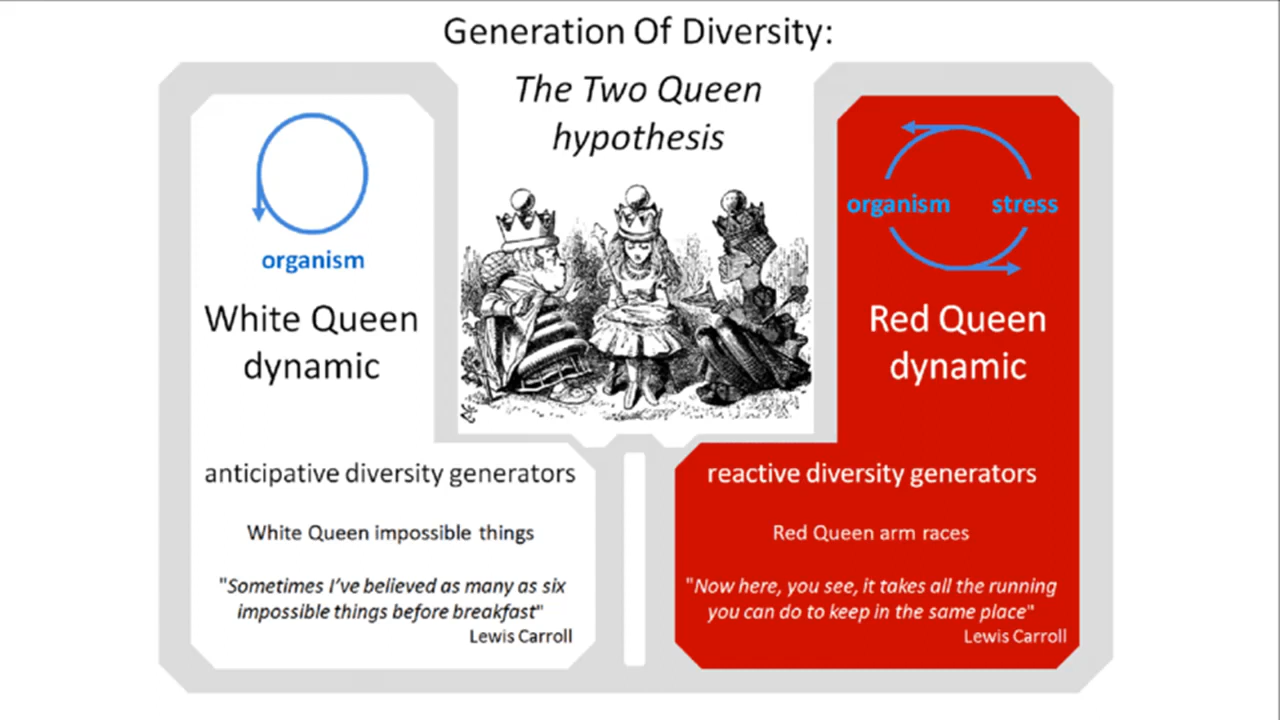 Generation Of Diversity:
The Two Queen
hypothesis
organism
White Queen
dynamic
anticipative diversity generators
White Queen impossible things
"Sometimes I've believed as many as six
impossible things before breakfast"
Lewis Carroll
organism stress
Red Queen
dynamic
reactive diversity generators
Red Queen arm races
"Now here, you see, it takes all the running
you can do to keep in the same place"
Lewis Carroll